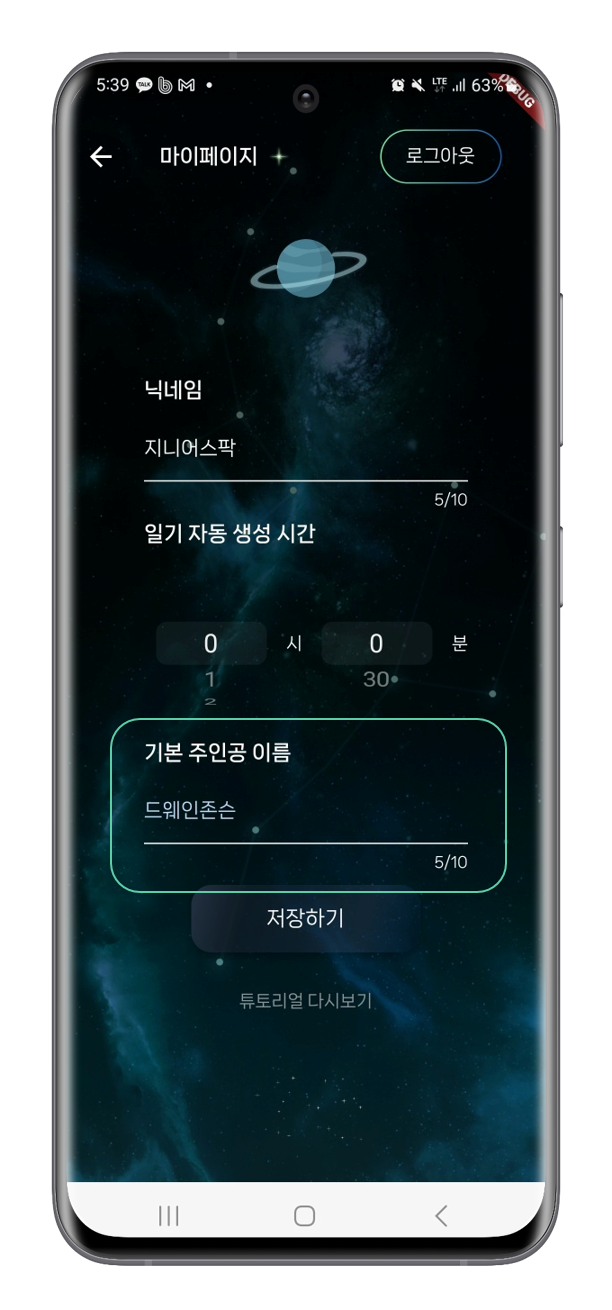 5:39 TALK LTE 63%
DEBUG
마이페이지 로그아웃
닉네임
지니어스팍
5/10
일기 자동 생성 시간
0 시 0 분
1 30
2
기본 주인공 이름
드웨인존슨
5/10
저장하기
튜토리얼 다시보기